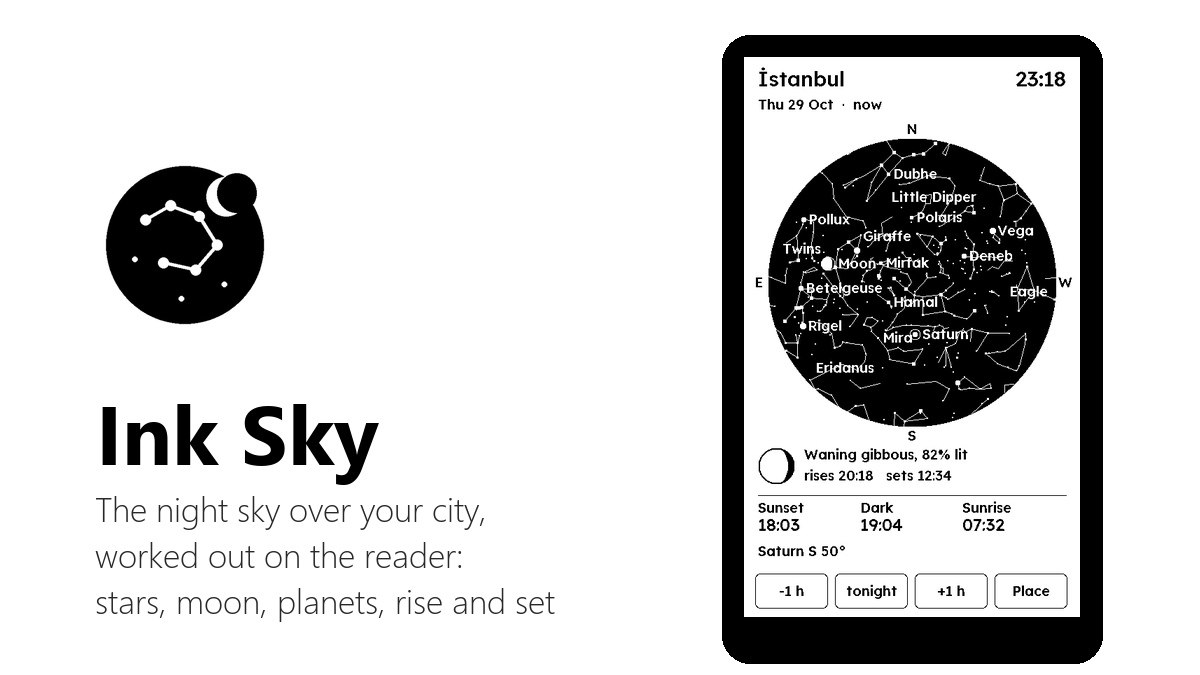 Ink Sky
The night sky over your city,
worked out on the reader:
stars, moon, planets, rise and set
İstanbul 23:18
Thu 29 Oct · now
N
Dubhe
Little Dipper
Polaris
Pollux
Vega
Giraffe
Twins
Deneb
Moon Mirfak
E
W
Betelgeuse
Eagle
Hamal
Rigel
Mira Saturn
Eridanus
S
Waning gibbous, 82% lit
rises 20:18 sets 12:34
Sunset Dark Sunrise
18:03 19:04 07:32
Saturn S 50°
-1 h tonight +1 h Place